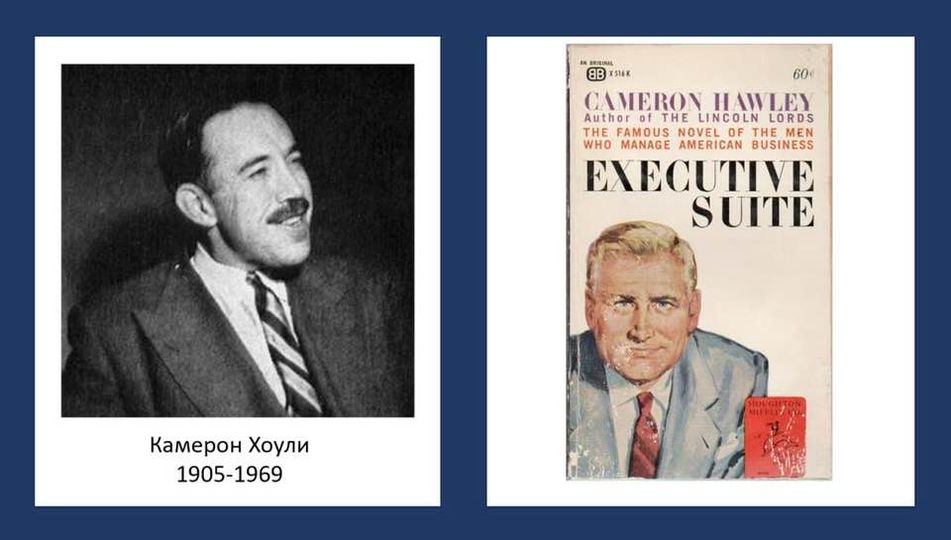 Камерон Хоули
1905-1969
AN ORIGINAL
BB X 516 K
60¢
CAMERON HAWLEY
Author of THE LINCOLN LORDS
THE FAMOUS NOVEL OF THE MEN
WHO MANAGE AMERICAN BUSINESS
EXECUTIVE
SUITE
HOUGHTON
MIFFLIN CO.